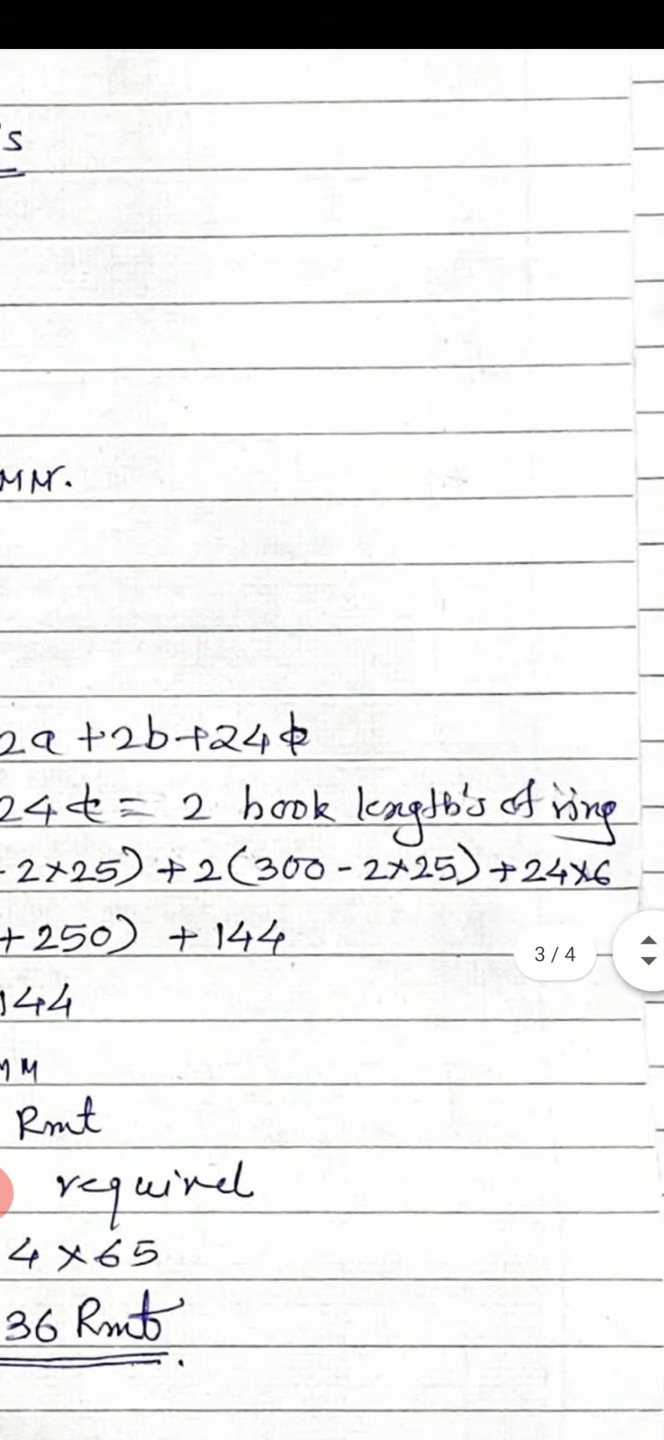 's
MM.
2a + 2b + 24¢
24¢ = 2 hook length's of ring
- 2×25) + 2(300 - 2×25) + 24×6
+ 250) + 144
3 / 4
144
MM
Rmt
required
4 × 65
36 Rmt.